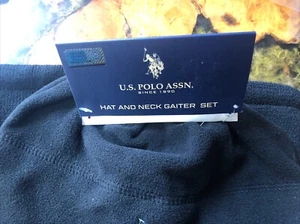 U.S. POLO ASSN.
SINCE 1890
HAT AND NECK GAITER SET